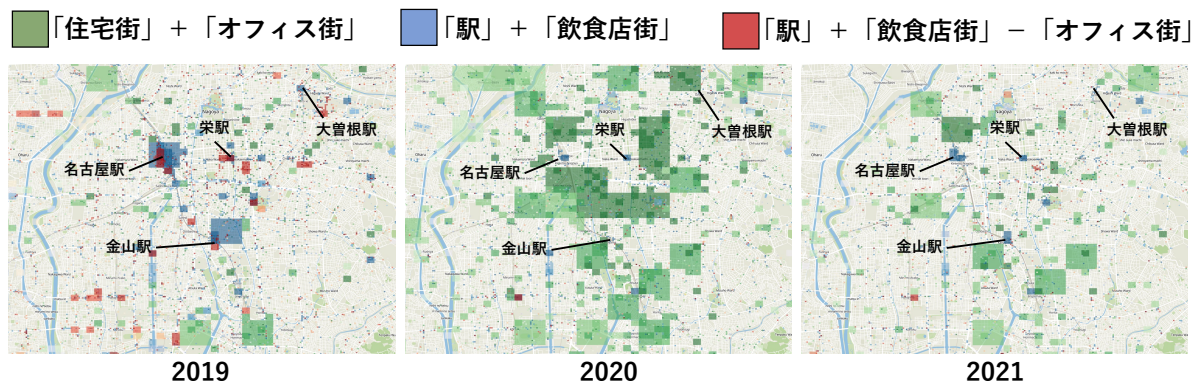 「住宅街」+「オフィス街」
「駅」+「飲食店街」
「駅」+「飲食店街」−「オフィス街」
大曽根駅
栄駅
名古屋駅
金山駅
Nagoya
2019
大曽根駅
栄駅
名古屋駅
金山駅
2020
大曽根駅
栄駅
名古屋駅
金山駅
Nagoya
2021